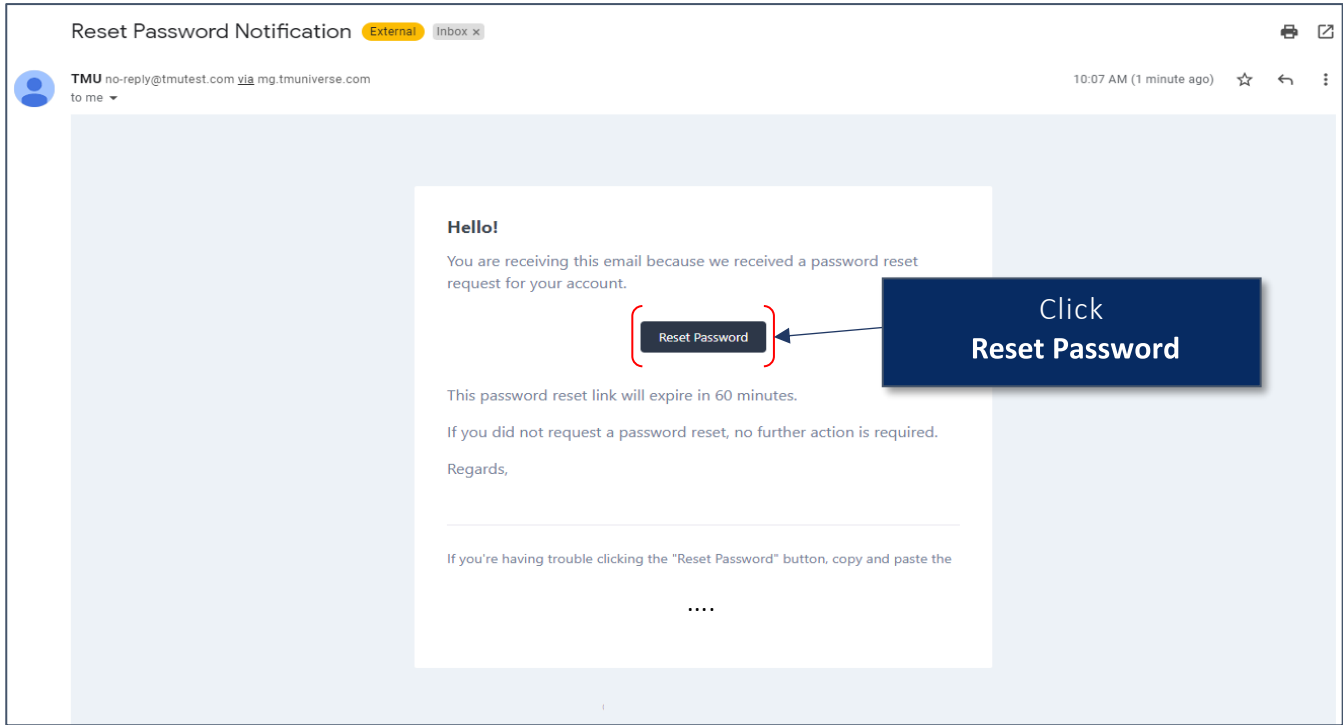 Reset Password Notification External Inbox x
TMU no-reply@tmutest.com via mg.tmuniverse.com 10:07 AM (1 minute ago)
to me
Hello!
You are receiving this email because we received a password reset
request for your account.
Reset Password
Click
Reset Password
This password reset link will expire in 60 minutes.
If you did not request a password reset, no further action is required.
Regards,
If you're having trouble clicking the "Reset Password" button, copy and paste the
....